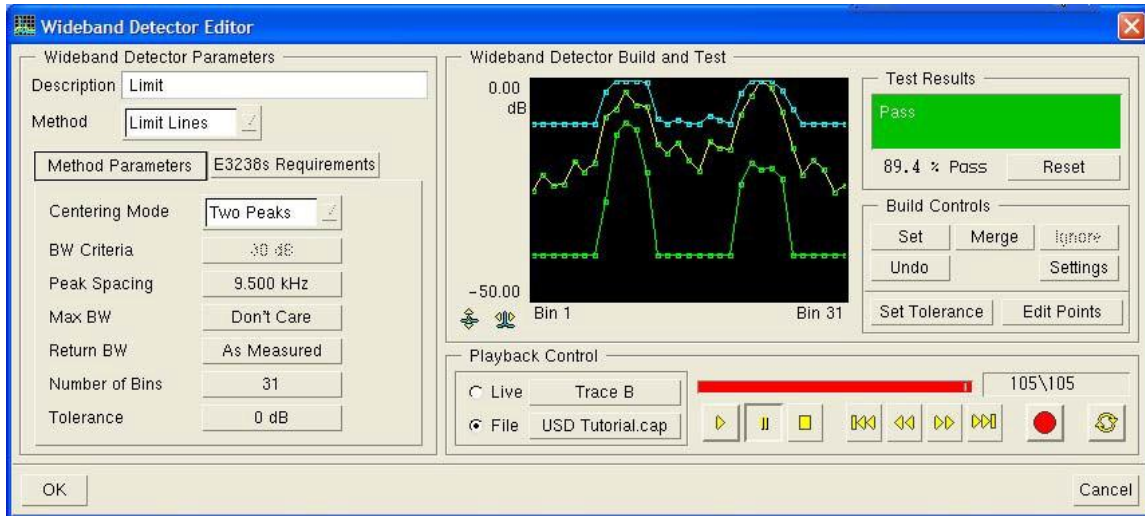 Wideband Detector Editor
Wideband Detector Parameters
Description Limit
Method Limit Lines
Method Parameters E3238s Requirements
Centering Mode Two Peaks
BW Criteria 30 dB
Peak Spacing 9.500 kHz
Max BW Don't Care
Return BW As Measured
Number of Bins 31
Tolerance 0 dB
Wideband Detector Build and Test
0.00
dB
-50.00
Bin 1 Bin 31
Test Results
Pass
89.4 % Pass Reset
Build Controls
Set Merge Ignore
Undo Settings
Set Tolerance Edit Points
Playback Control
Live Trace B
105\105
File USD Tutorial.cap
OK
Cancel